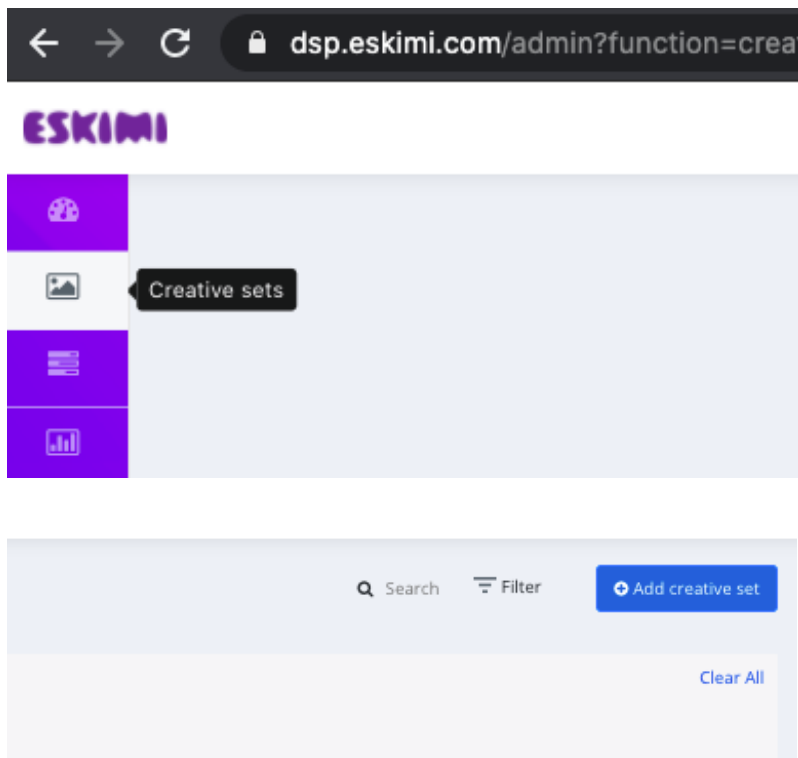 dsp.eskimi.com/admin?function=crea
ESKIMI
Creative sets
Search Filter Add creative set
Clear All